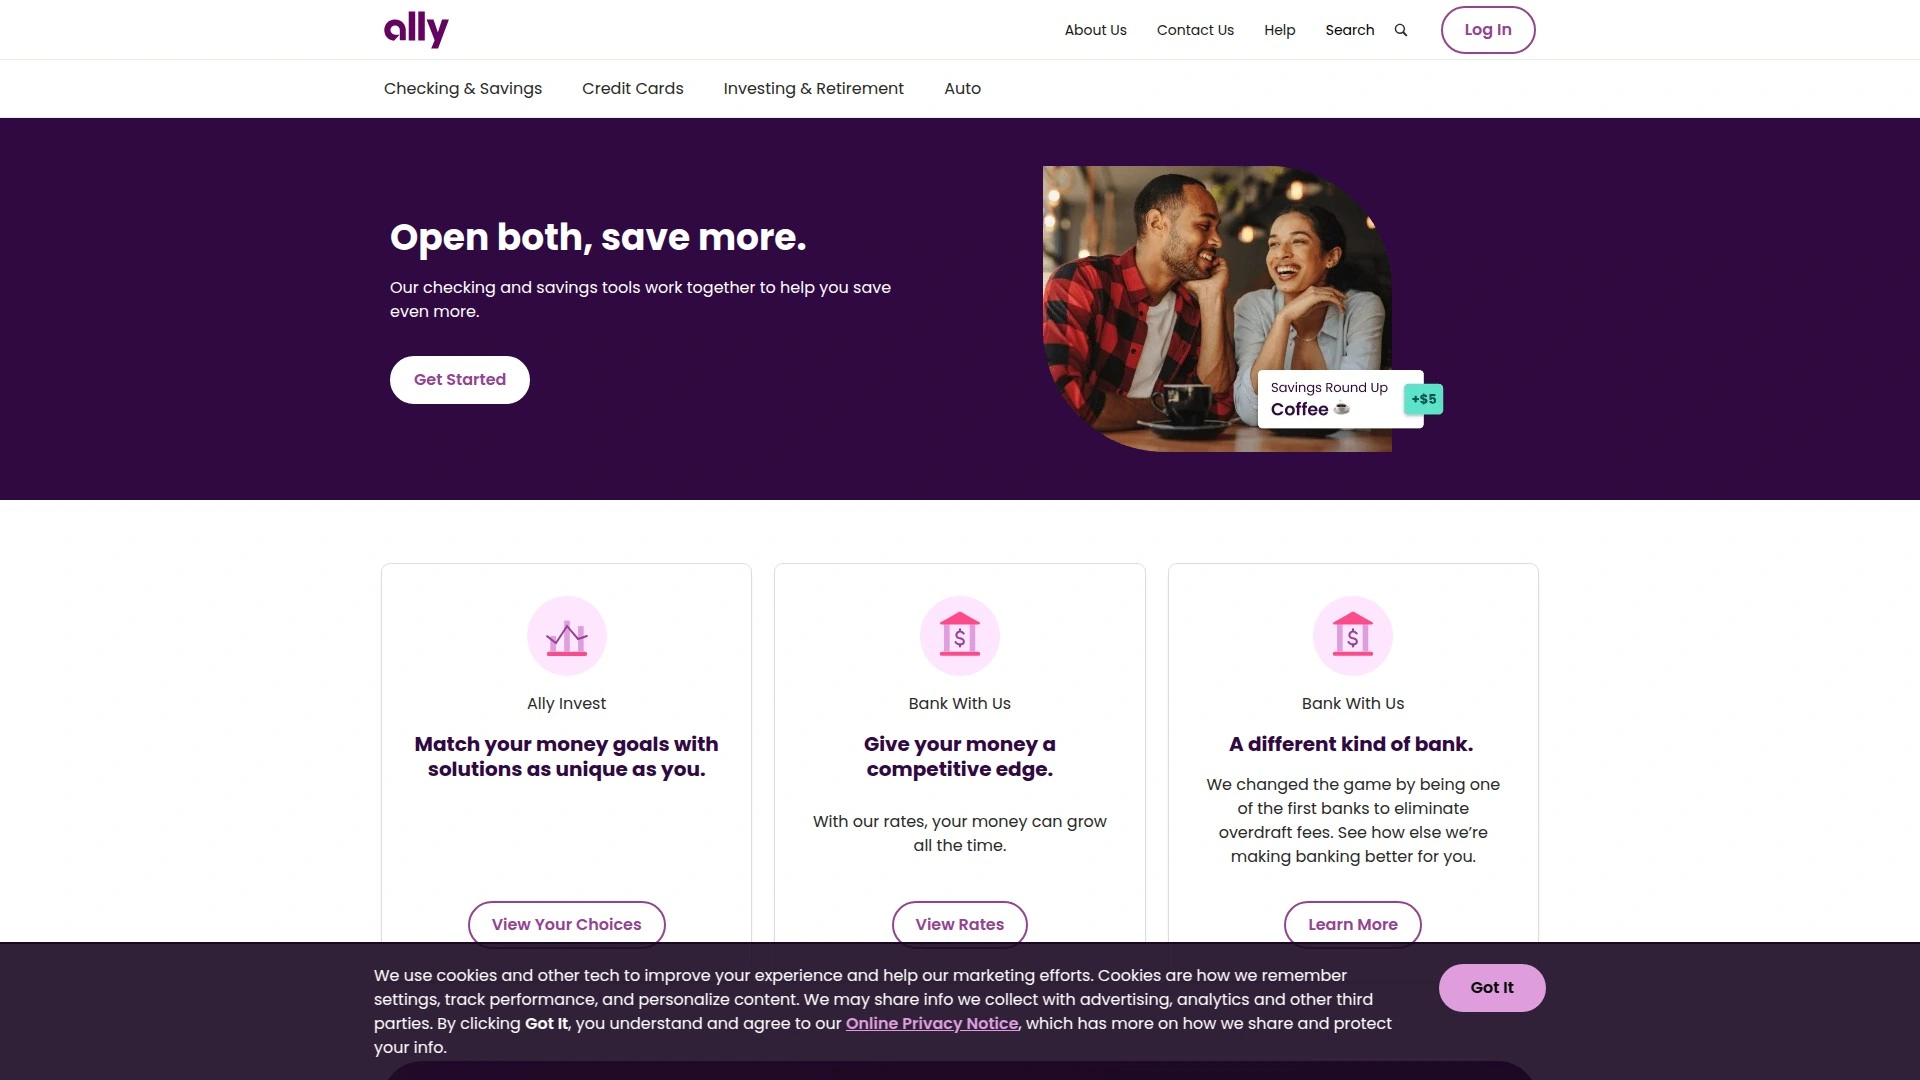 ally
About Us
Contact Us
Help
Search
Log In
Checking & Savings
Credit Cards
Investing & Retirement
Auto
Open both, save more.
Our checking and savings tools work together to help you save
even more.
Get Started
Savings Round Up
Coffee
+$5
Ally Invest
Match your money goals with
solutions as unique as you.
View Your Choices
$
Bank With Us
Give your money a
competitive edge.
With our rates, your money can grow
all the time.
View Rates
$
Bank With Us
A different kind of bank.
We changed the game by being one
of the first banks to eliminate
overdraft fees. See how else we’re
making banking better for you.
Learn More
We use cookies and other tech to improve your experience and help our marketing efforts. Cookies are how we remember
settings, track performance, and personalize content. We may share info we collect with advertising, analytics and other third
parties. By clicking Got It, you understand and agree to our Online Privacy Notice, which has more on how we share and protect
your info.
Got It